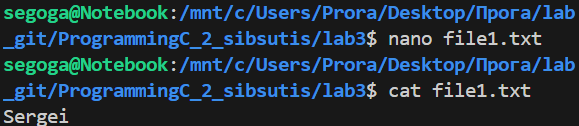 segoga@Notebook:/mnt/c/Users/Prora/Desktop/Прога/lab
_git/ProgrammingC_2_sibsutis/lab3$ nano file1.txt
segoga@Notebook:/mnt/c/Users/Prora/Desktop/Прога/lab
_git/ProgrammingC_2_sibsutis/lab3$ cat file1.txt
Sergei